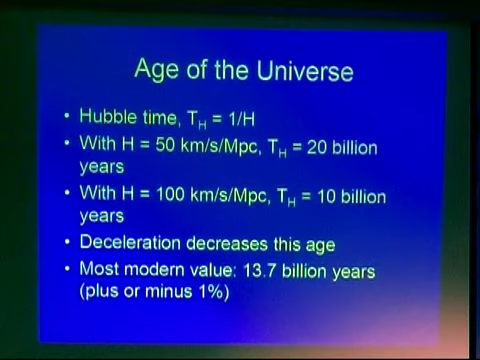 Age of the Universe
• Hubble time, TH = 1/H
• With H = 50 km/s/Mpc, TH = 20 billion
years
• With H = 100 km/s/Mpc, TH = 10 billion
years
• Deceleration decreases this age
• Most modern value: 13.7 billion years
(plus or minus 1%)